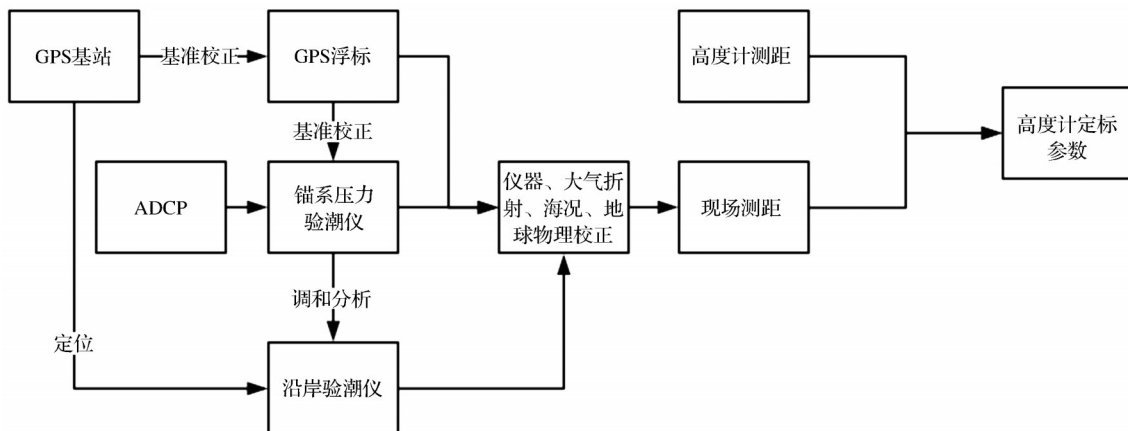 GPS基站
基准校正
GPS浮标
高度计测距
基准校正
高度计定标
参数
ADCP
锚系压力
验潮仪
仪器、大气折
射、海况、地
球物理校正
现场测距
调和分析
定位
沿岸验潮仪